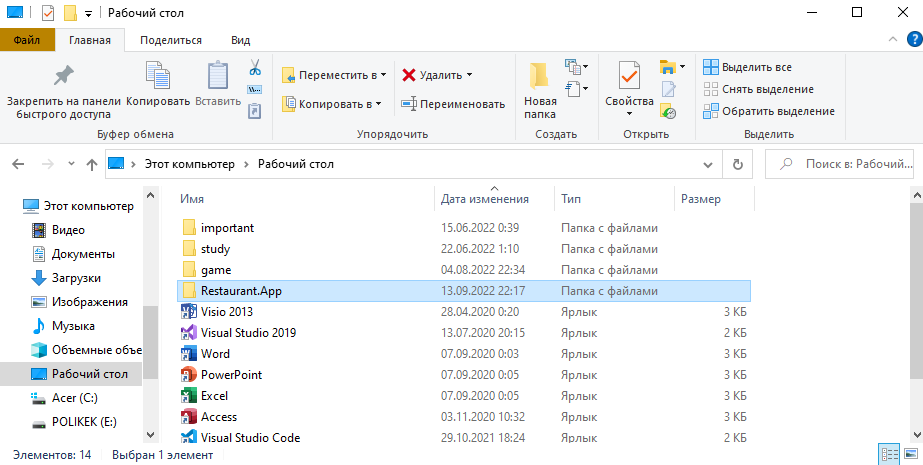 Рабочий стол
Файл Главная Поделиться Вид
Закрепить на панели быстрого доступа
Копировать
Вставить
Переместить в
Копировать в
Удалить
Переименовать
Новая папка
Свойства
Выделить все
Снять выделение
Обратить выделение
Буфер обмена Упорядочить Создать Открыть Выделить
Этот компьютер Рабочий стол Поиск в: Рабочий...
Этот компьютер
Видео
Документы
Загрузки
Изображения
Музыка
Объемные объе
Рабочий стол
Acer (C:)
POLIKEK (E:)
Имя Дата изменения Тип Размер
important 15.06.2022 0:39 Папка с файлами
study 22.06.2022 1:10 Папка с файлами
game 04.08.2022 22:34 Папка с файлами
Restaurant.App 13.09.2022 22:17 Папка с файлами
Visio 2013 28.04.2020 0:20 Ярлык 3 КБ
Visual Studio 2019 13.07.2020 20:15 Ярлык 2 КБ
Word 07.09.2020 0:03 Ярлык 3 КБ
PowerPoint 07.09.2020 0:05 Ярлык 3 КБ
Excel 07.09.2020 0:05 Ярлык 3 КБ
Access 03.11.2020 10:32 Ярлык 3 КБ
Visual Studio Code 29.10.2021 18:24 Ярлык 2 КБ
Элементов: 14 Выбран 1 элемент